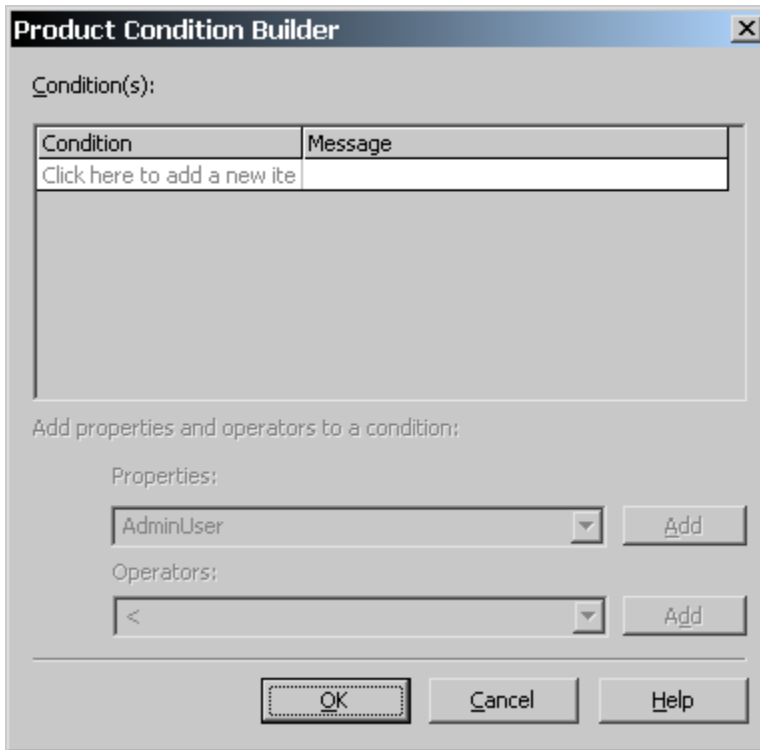 Product Condition Builder
Condition(s):
Condition Message
Click here to add a new ite
Add properties and operators to a condition:
Properties:
AdminUser Add
Operators:
< Add
OK Cancel Help